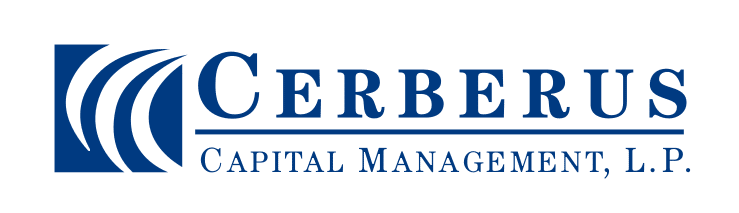 CERBERUS
CAPITAL MANAGEMENT, L.P.